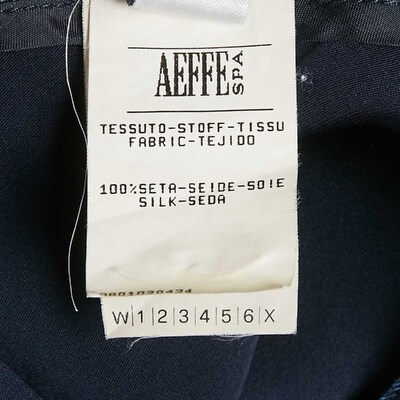 AEFFE SPA
TESSUTO-STOFF-TISSU
FABRIC-TEJIDO
100%SETA-SEIDE-SOIE
SILK-SEDA
W|1|2|3|4|5|6|X